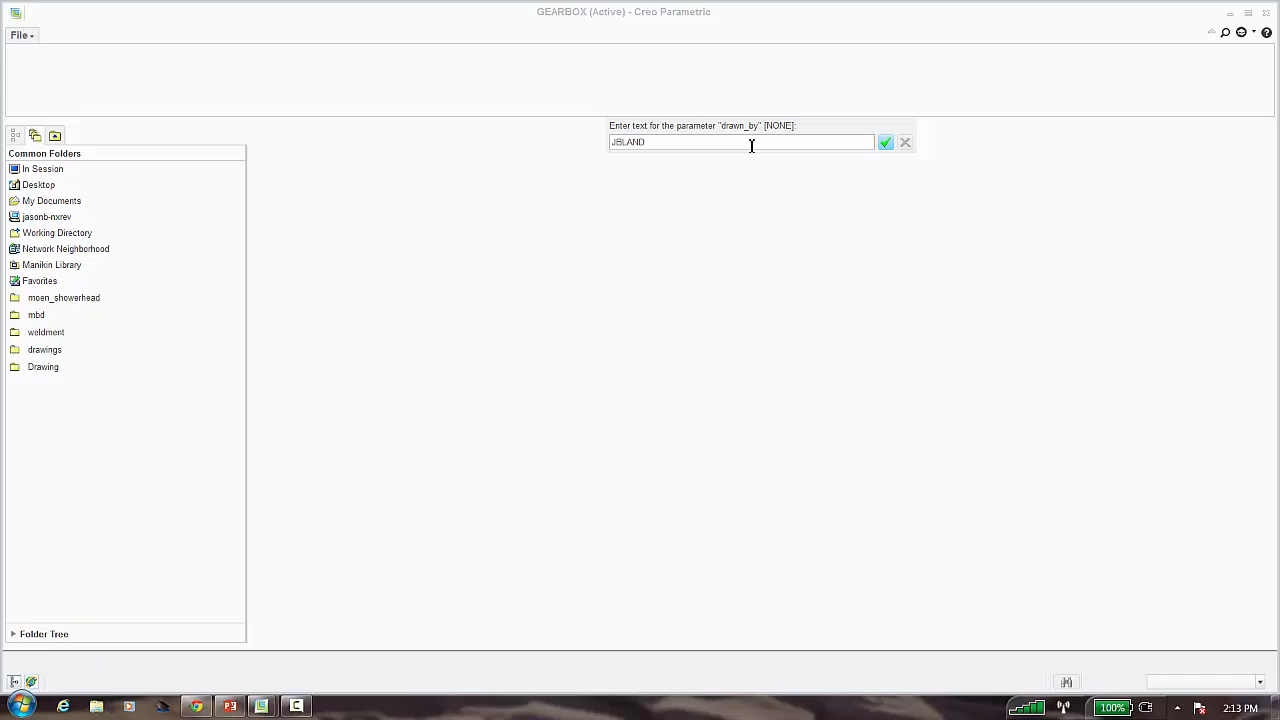 GEARBOX (Active) - Creo Parametric
File
Enter text for the parameter "drawn_by" [NONE]:
JBLAND
Common Folders
In Session
Desktop
My Documents
jasonb-nxrev
Working Directory
Network Neighborhood
Manikin Library
Favorites
moen_showerhead
mbd
weldment
drawings
Drawing
Folder Tree
100%
2:13 PM